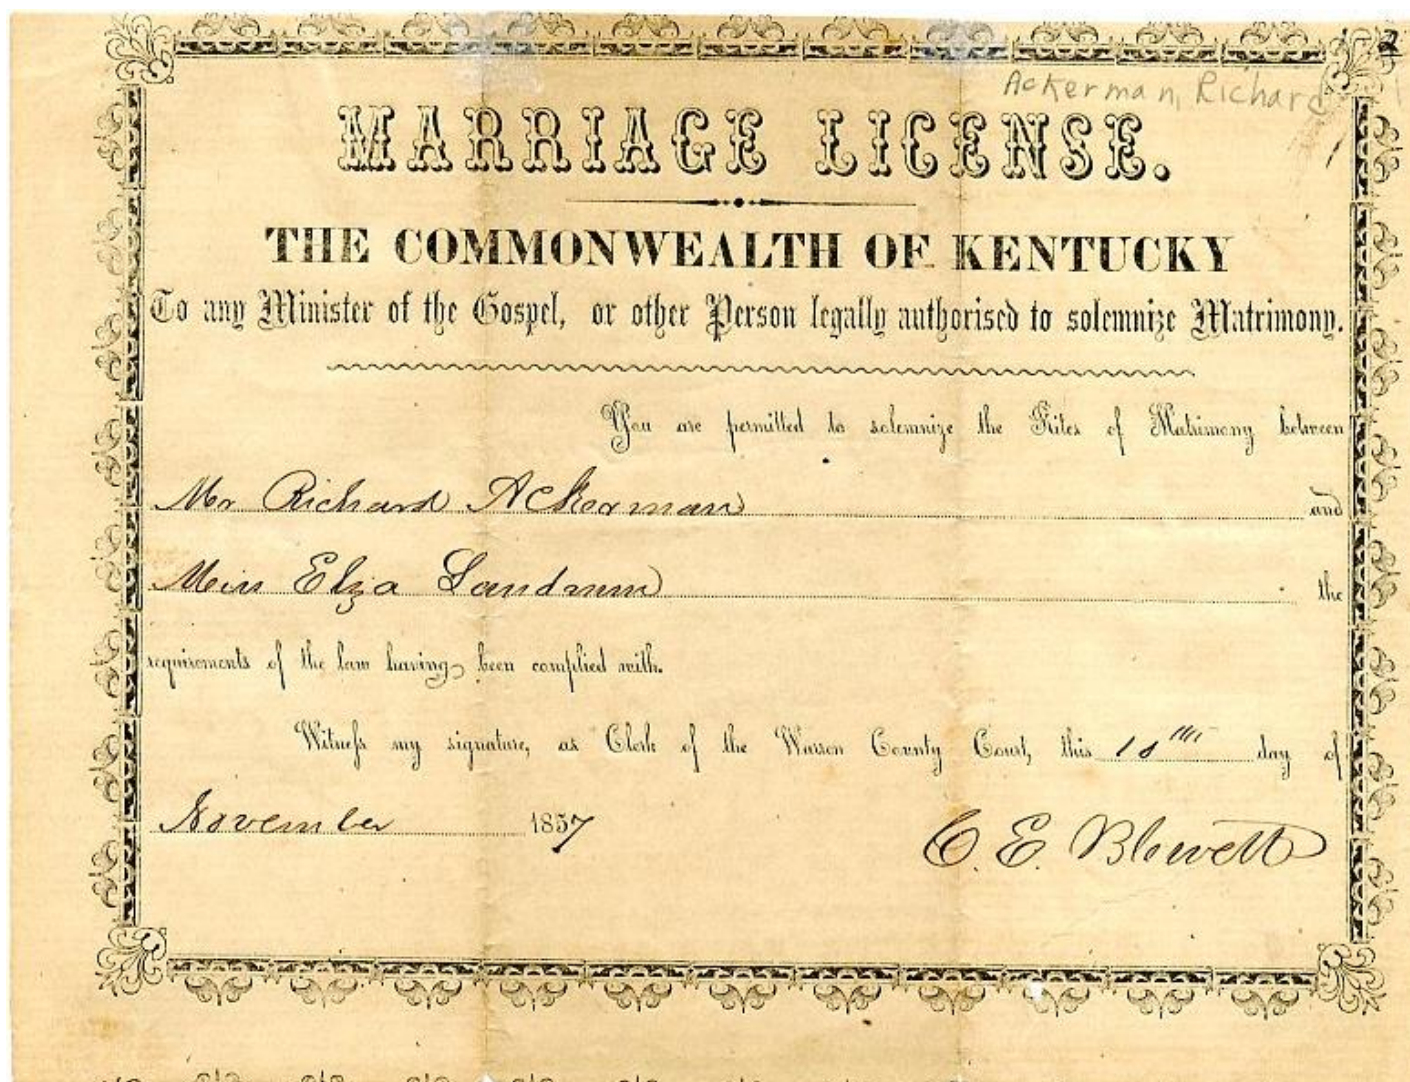 Ackerman, Richard
MARRIAGE LICENSE.
THE COMMONWEALTH OF KENTUCKY
To any Minister of the Gospel, or other Person legally authorised to solemnize Matrimony.
You are permitted to solemnize the Rites of Matrimony between
Mr Richard Ackerman and
Miss Elza Landrum the
requirements of the law having been complied with.
Witness my signature, as Clerk of the Warren County Court, this day of
November 1857
C. E. Blewett